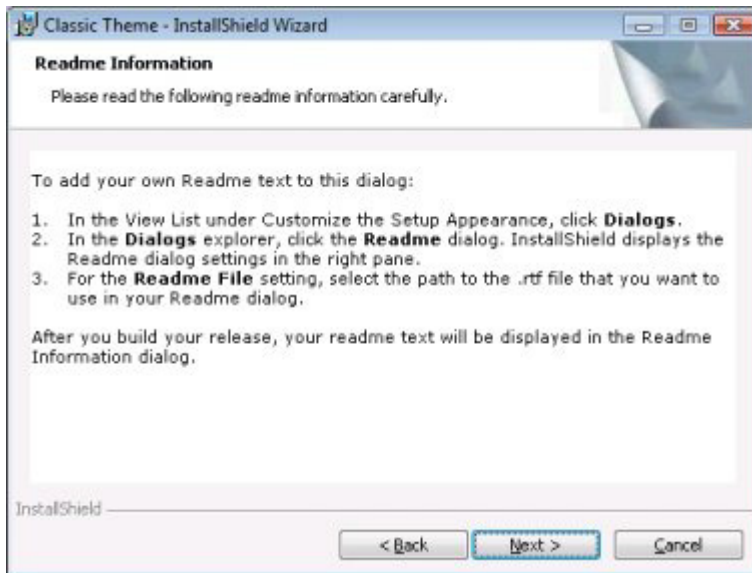 Classic Theme - InstallShield Wizard
Readme Information
Please read the following readme information carefully.
To add your own Readme text to this dialog:
1. In the View List under Customize the Setup Appearance, click Dialogs.
2. In the Dialogs explorer, click the Readme dialog. InstallShield displays the
Readme dialog settings in the right pane.
3. For the Readme File setting, select the path to the .rtf file that you want to
use in your Readme dialog.
After you build your release, your readme text will be displayed in the Readme
Information dialog.
InstallShield
< Back
Next >
Cancel